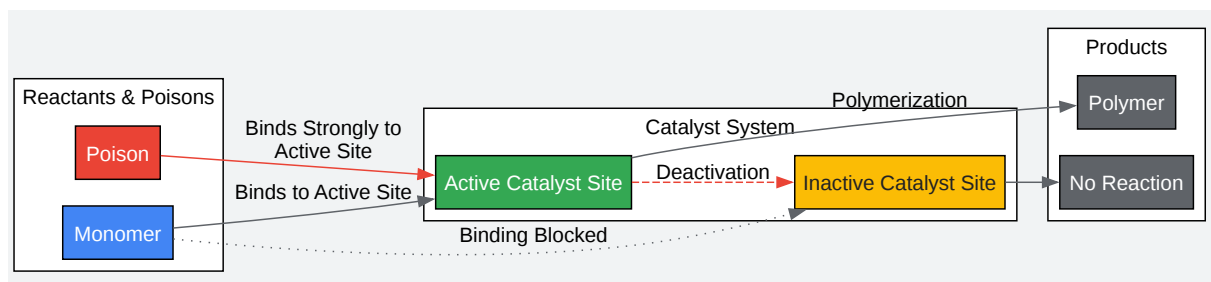 Products
Reactants & Poisons
Polymerization
Polymer
Binds Strongly to
Active Site
Catalyst System
Poison
Deactivation
Active Catalyst Site
Inactive Catalyst Site
No Reaction
Binds to Active Site
Monomer
Binding Blocked